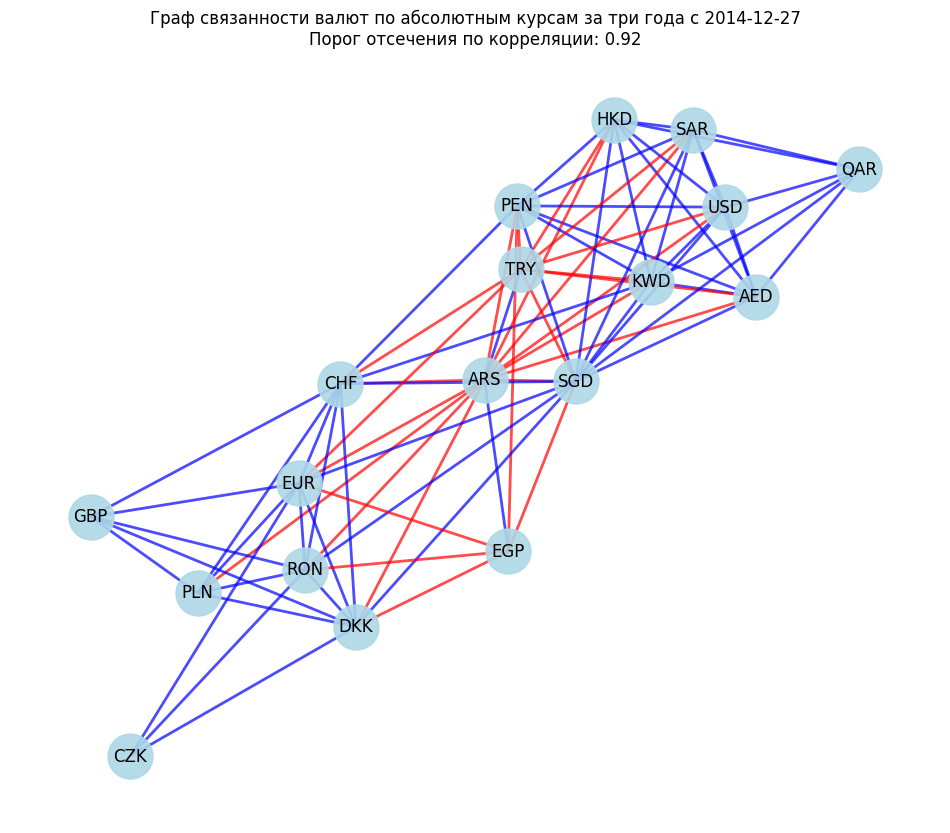 Граф связанности валют по абсолютным курсам за три года с 2014-12-27
Порог отсечения по корреляции: 0.92
HKD
SAR
QAR
PEN
USD
TRY
KWD
AED
CHF
ARS
SGD
EUR
GBP
EGP
RON
PLN
DKK
CZK